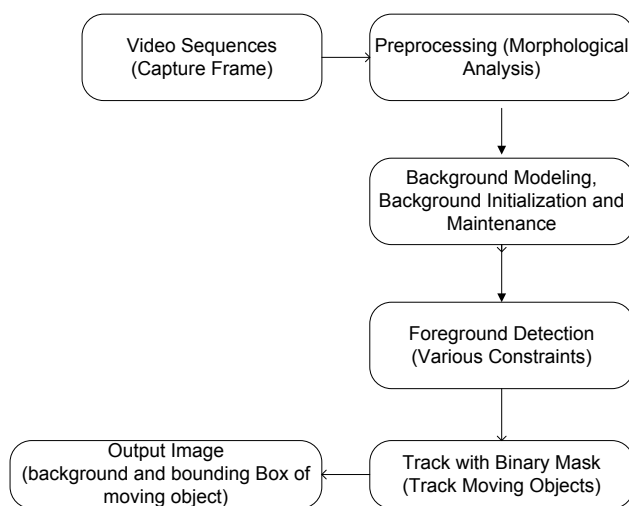 Video Sequences
(Capture Frame)
Preprocessing (Morphological
Analysis)
Background Modeling,
Background Initialization and
Maintenance
Foreground Detection
(Various Constraints)
Track with Binary Mask
(Track Moving Objects)
Output Image
(background and bounding Box of
moving object)